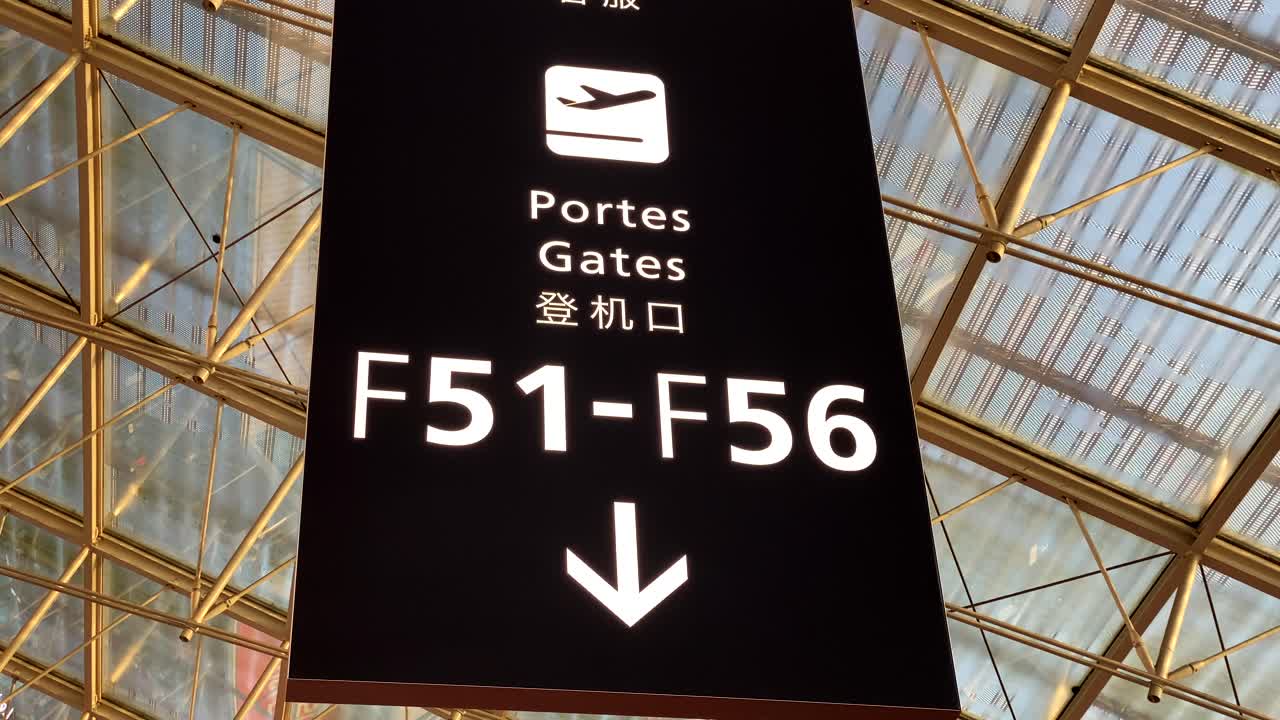 Portes
Gates
登机口
F51-F56